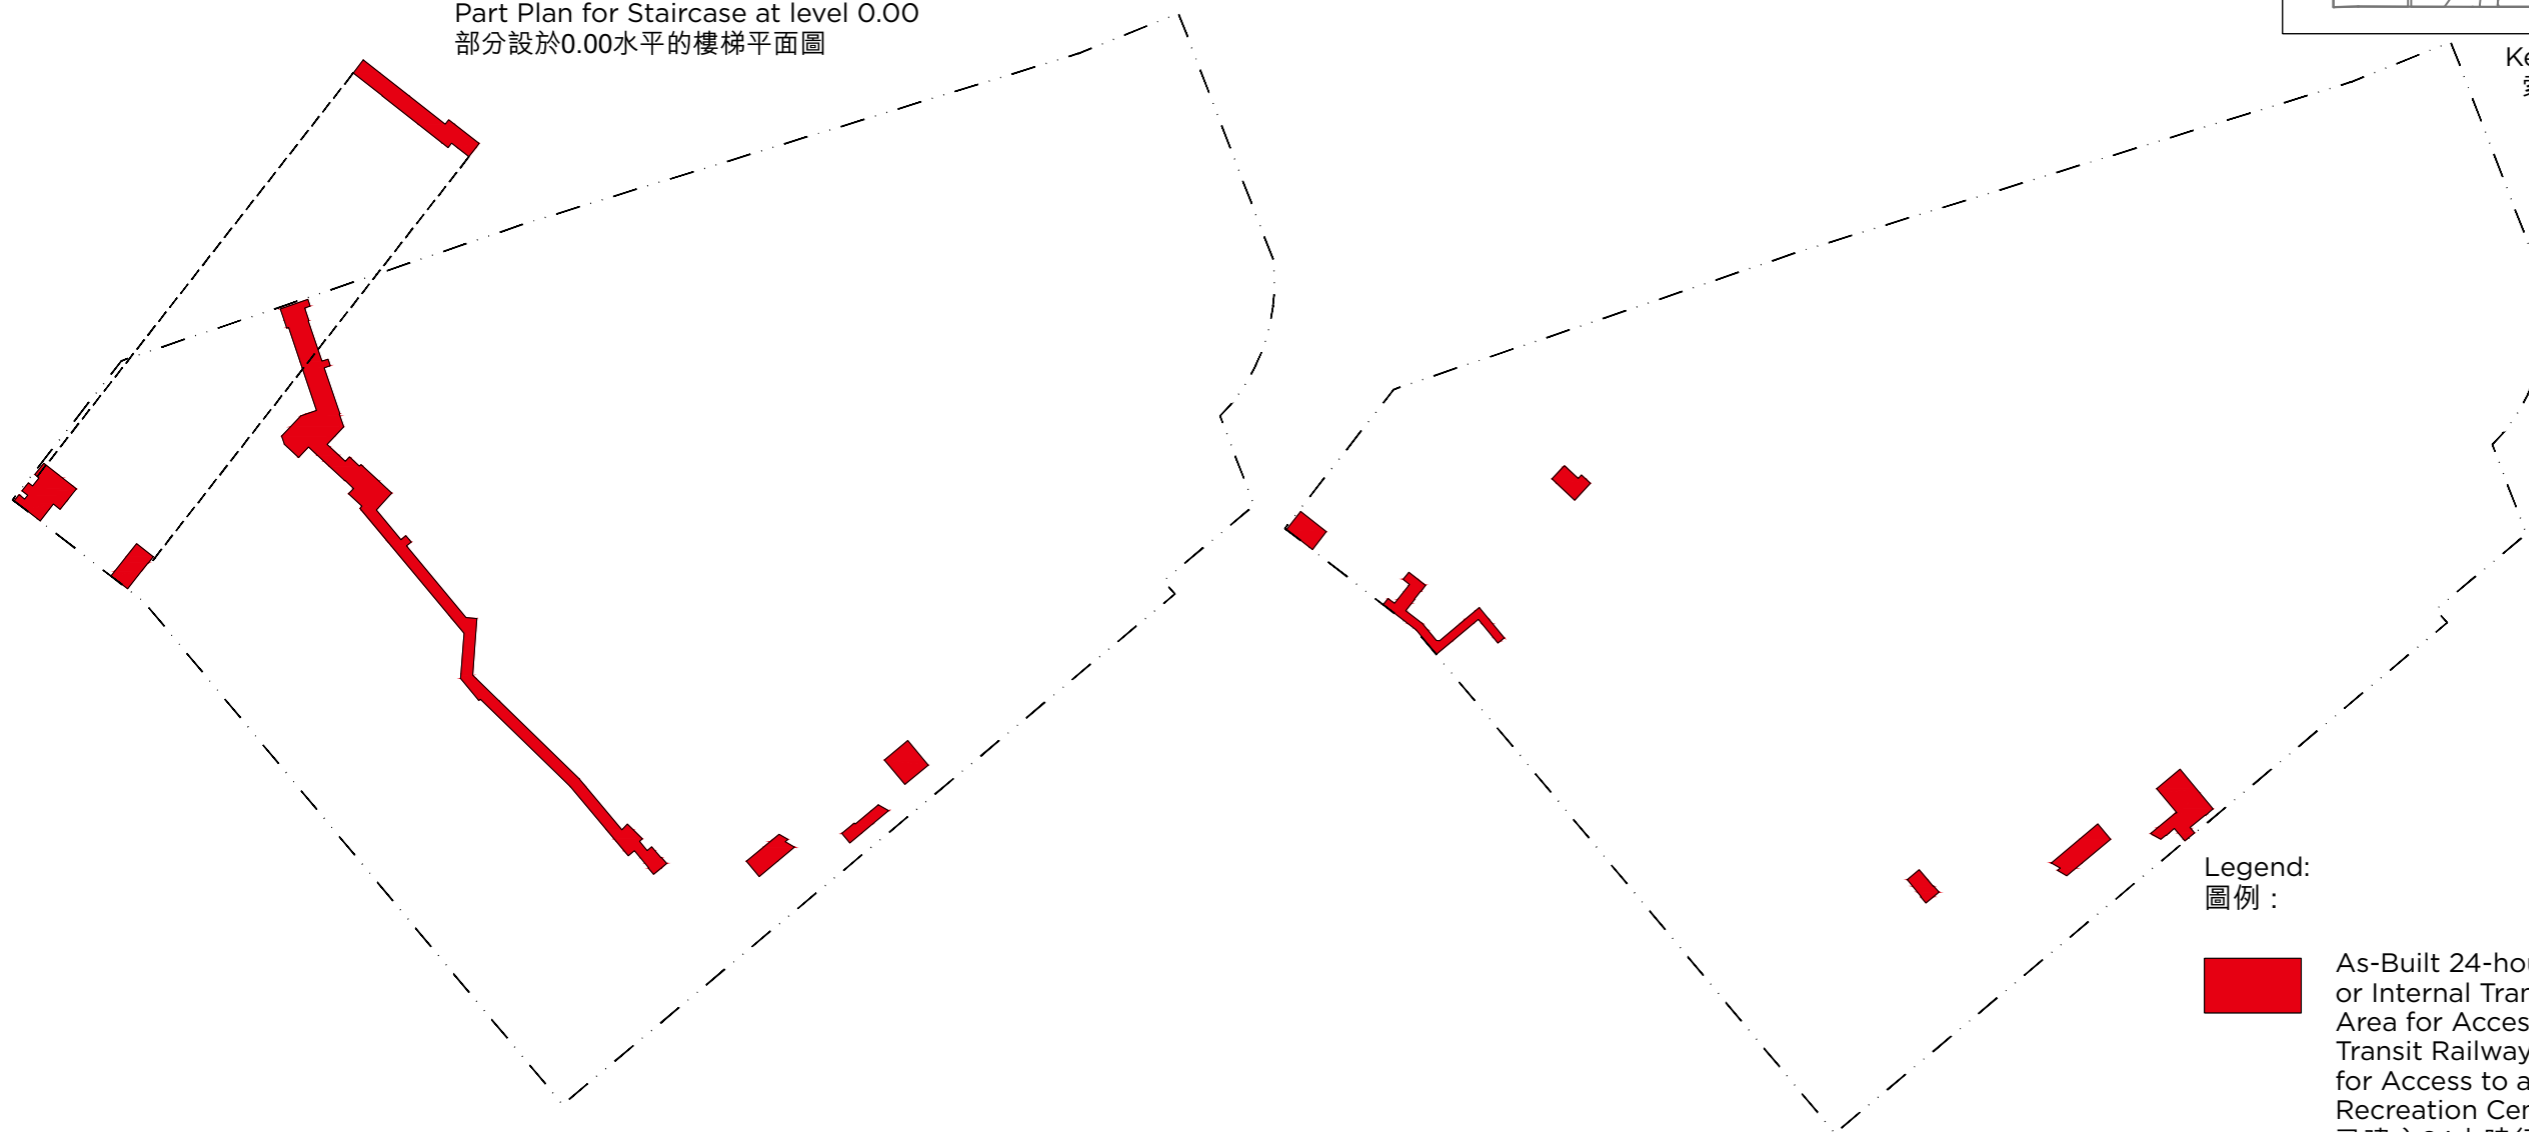 Part Plan for Staircase at level 0.00
部分設於0.00水平的樓梯平面圖
Legend:
圖例：
As-Built 24-hou
or Internal Tran
Area for Acces
Transit Railway
for Access to a
Recreation Cen